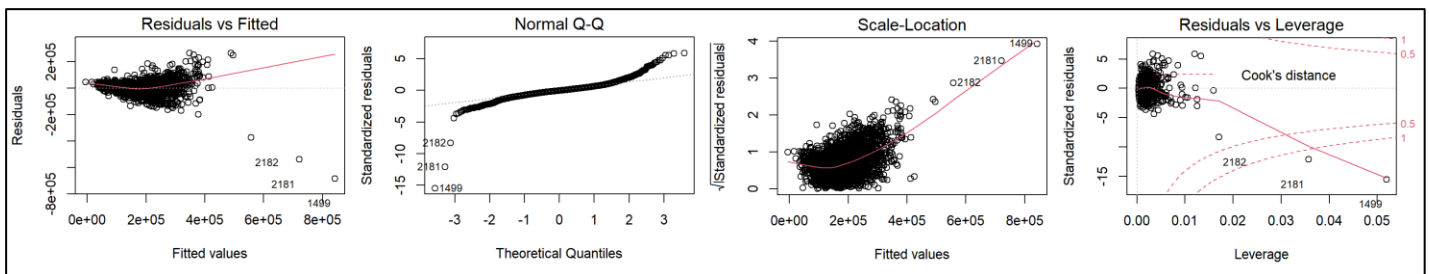 Residuals vs Fitted
Residuals
2e+05
-2e+05
-8e+05
2182
2181
1499
0e+00 2e+05 4e+05 6e+05 8e+05
Fitted values
Normal Q-Q
Standardized residuals
5
0
-5
-10
-15
2182
2181
1499
-3 -2 -1 0 1 2 3
Theoretical Quantiles
Scale-Location
√|Standardized residuals|
4
3
2
1
0
1499
2181
2182
0e+00 2e+05 4e+05 6e+05 8e+05
Fitted values
Residuals vs Leverage
Standardized residuals
5
0
-5
-15
Cook's distance
1
0.5
0.5
1
2182
2181
1499
0.00 0.01 0.02 0.03 0.04 0.05
Leverage